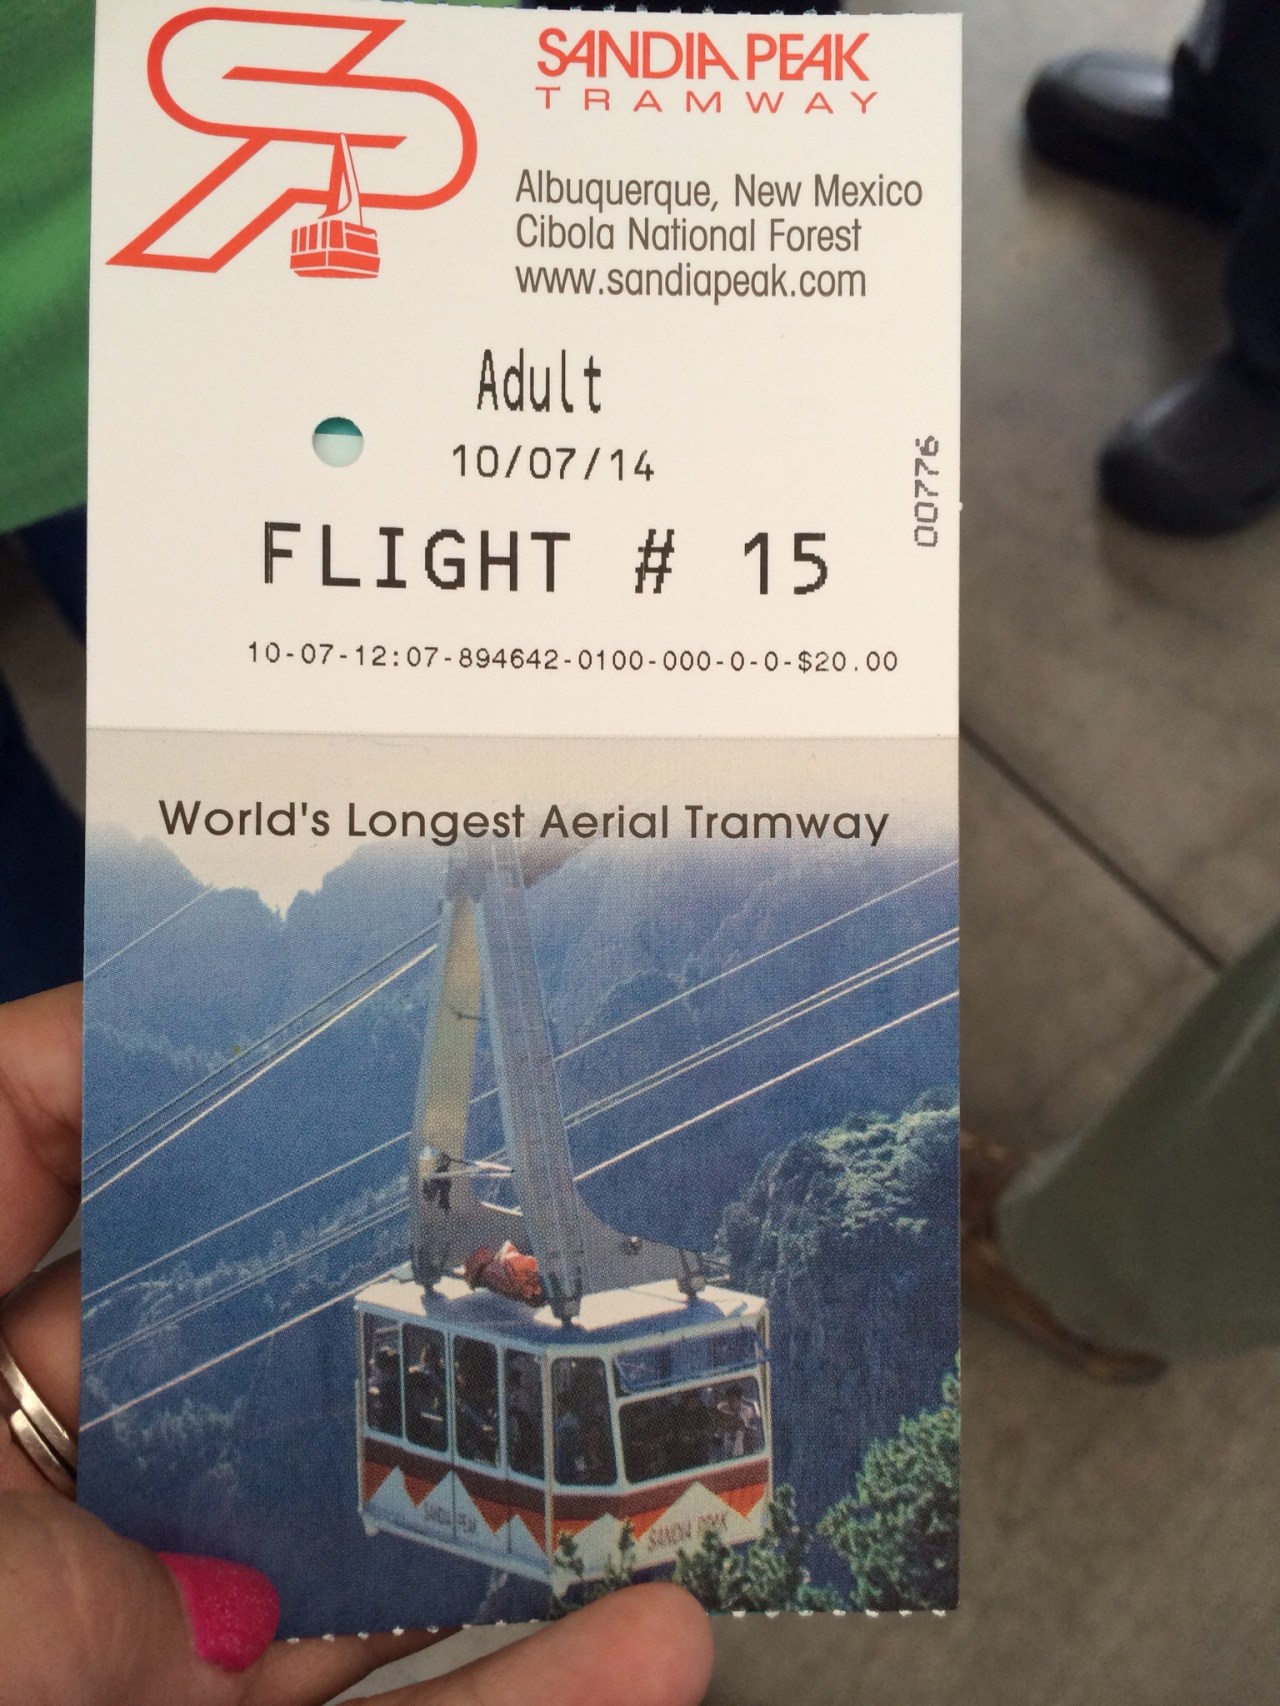 SANDIA PEAK
TRAMWAY
Albuquerque, New Mexico
Cibola National Forest
www.sandiapeak.com
Adult
10/07/14
00776
FLIGHT # 15
10-07-12:07-894642-0100-000-0-0-$20.00
World's Longest Aerial Tramway
SANDIA PEAK
SANDIA PEAK